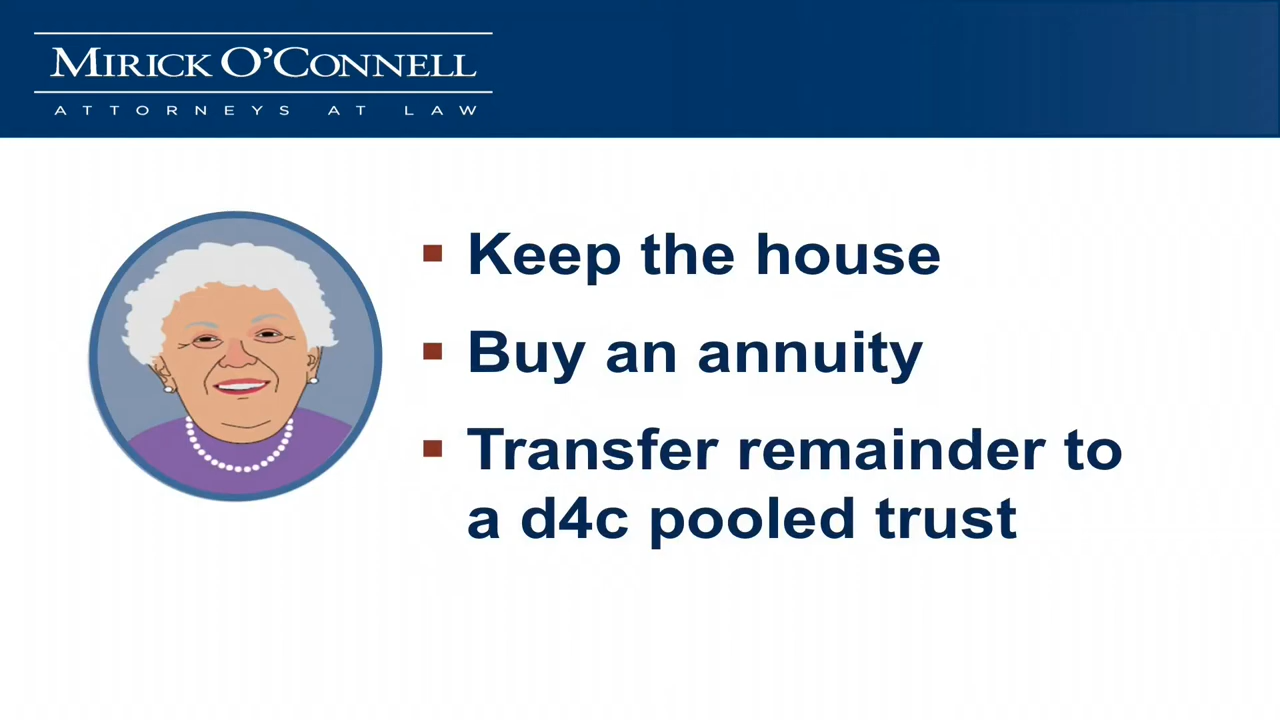 MIRICK O'CONNELL
ATTORNEYS AT LAW
Keep the house
Buy an annuity
Transfer remainder to
a d4c pooled trust